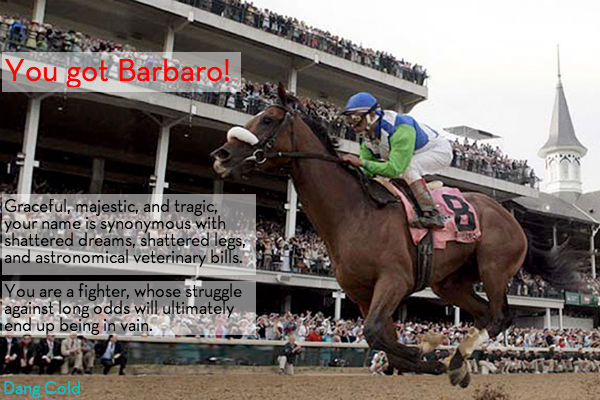 You got Barbaro!
Graceful, majestic, and tragic,
your name is synonymous with
shattered dreams, shattered legs,
and astronomical veterinary bills.
You are a fighter, whose struggle
against long odds will ultimately
end up being in vain.
8
Dang Cold